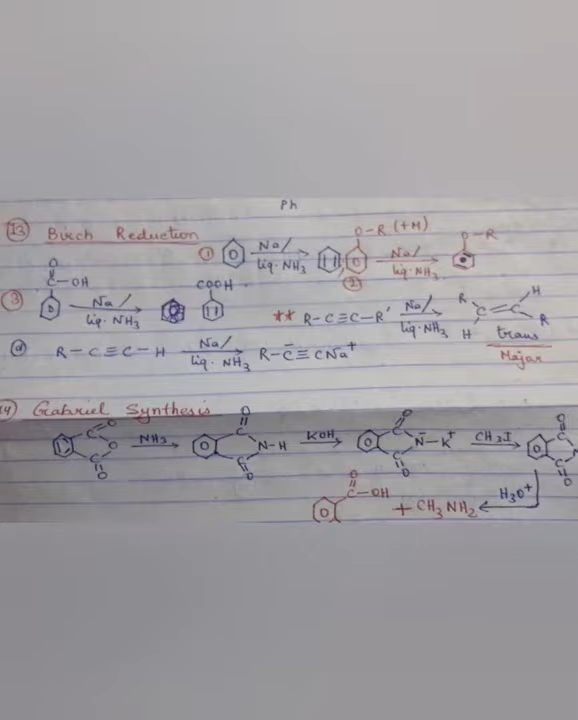 Ph
13 Birch Reduction
O-R (+M) O-R
1 Na/ liq. NH3 2 Na/ liq. NH3
3 O C-OH Na/ liq. NH3 COOH
** R-C≡C-R' Na/ liq. NH3 R C=C H H R trans Major
d R-C≡C-H Na/ liq. NH3 R-C̄≡CNa+
14) Gabriel Synthesis
C O O C O NH3 C O N-H C O KOH C O N̄-K+ C O CH3I C O C O
O C-OH + CH3NH2 H3O+